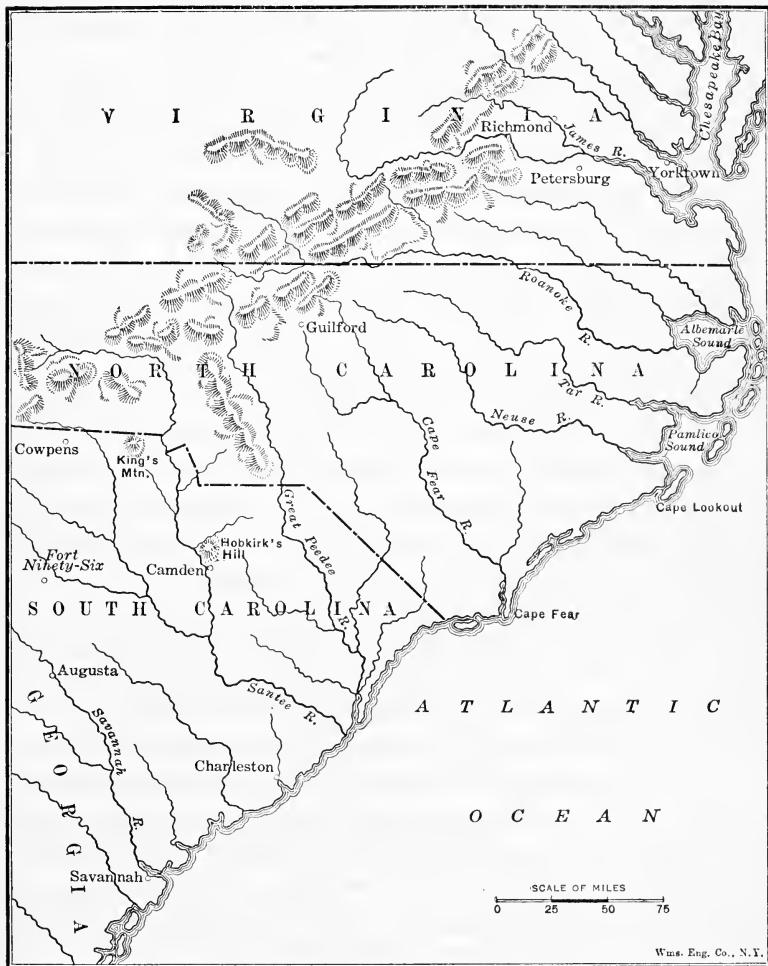 Chesapeake Bay
VIRGINIA
Richmond
James R.
Petersburg
Yorktown
Roanoke R.
Guilford
Albemarle
Sound
NORTH CAROLINA
Tar R.
Neuse R.
Cape Fear R.
Pamlico
Sound
Cowpens
King's
Mtn.
Cape Lookout
Great Peedee R.
Hobkirk's
Hill
Fort
Ninety-Six
Camden
SOUTH CAROLINA
Cape Fear
Augusta
Santee R.
ATLANTIC
OCEAN
GEORGIA
Savannah R.
Charleston
Savannah
SCALE OF MILES
0 25 50 75
Wms. Eng. Co., N.Y.